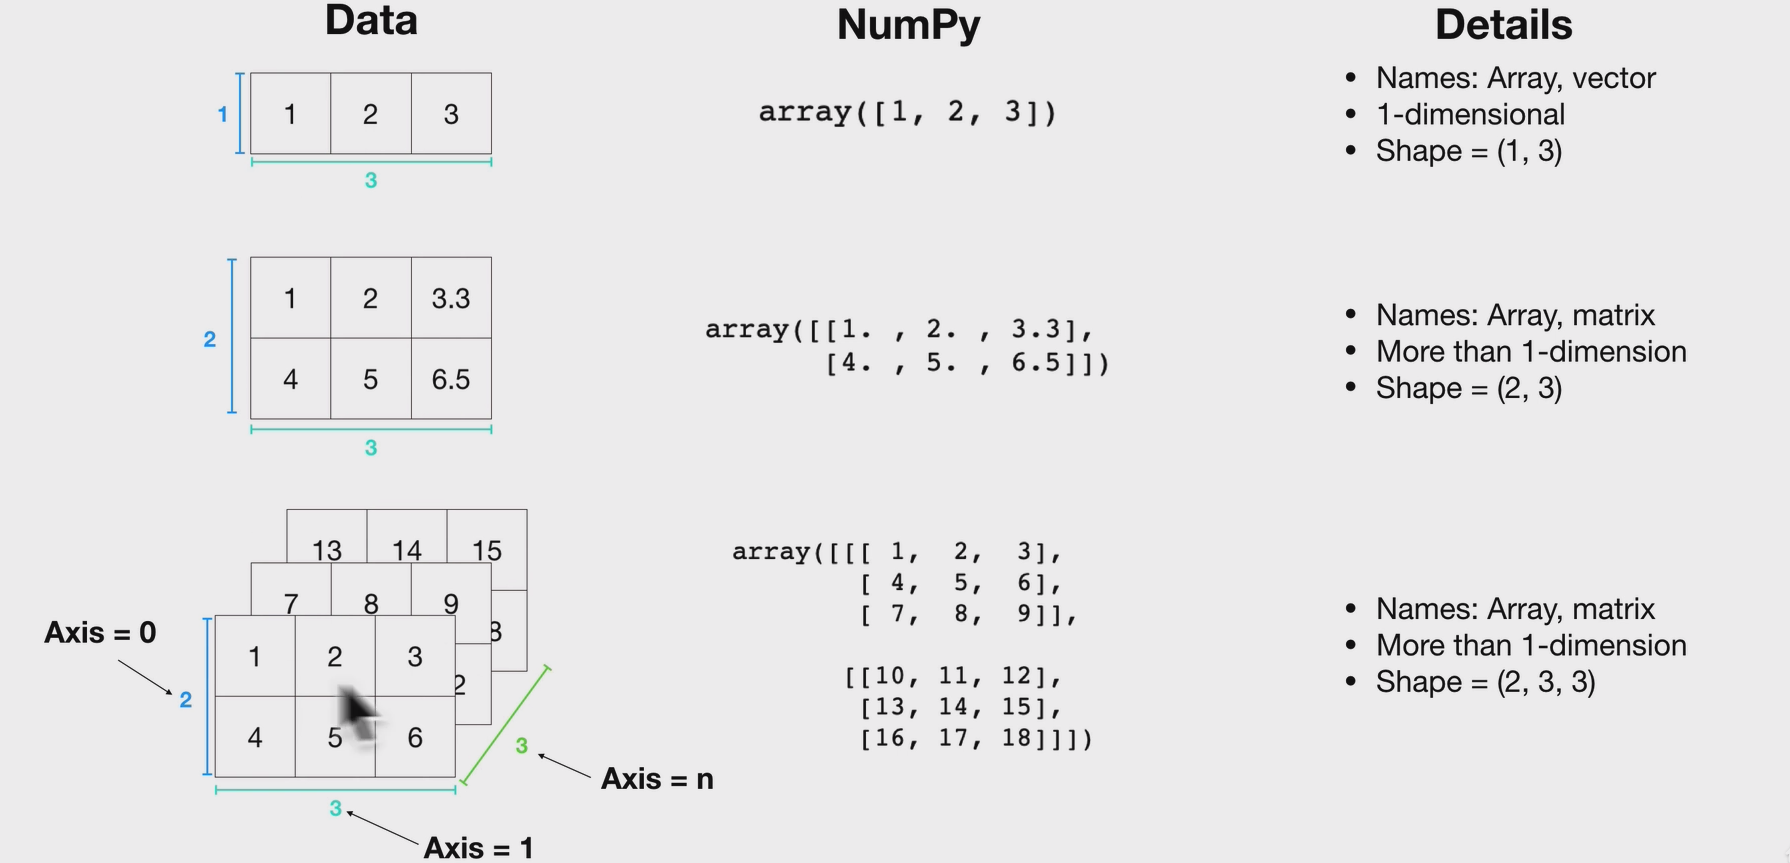 Data
NumPy
Details
1
1 2 3
3
array([1, 2, 3])
• Names: Array, vector
• 1-dimensional
• Shape = (1, 3)
2
1 2 3.3
4 5 6.5
3
array([[1. , 2. , 3.3],
[4. , 5. , 6.5]])
• Names: Array, matrix
• More than 1-dimension
• Shape = (2, 3)
13 14 15
7 8 9
8
1 2 3
2
4 5 6
Axis = 0
2
3
Axis = 1
3
Axis = n
array([[[ 1, 2, 3],
[ 4, 5, 6],
[ 7, 8, 9]],
[[10, 11, 12],
[13, 14, 15],
[16, 17, 18]]])
• Names: Array, matrix
• More than 1-dimension
• Shape = (2, 3, 3)